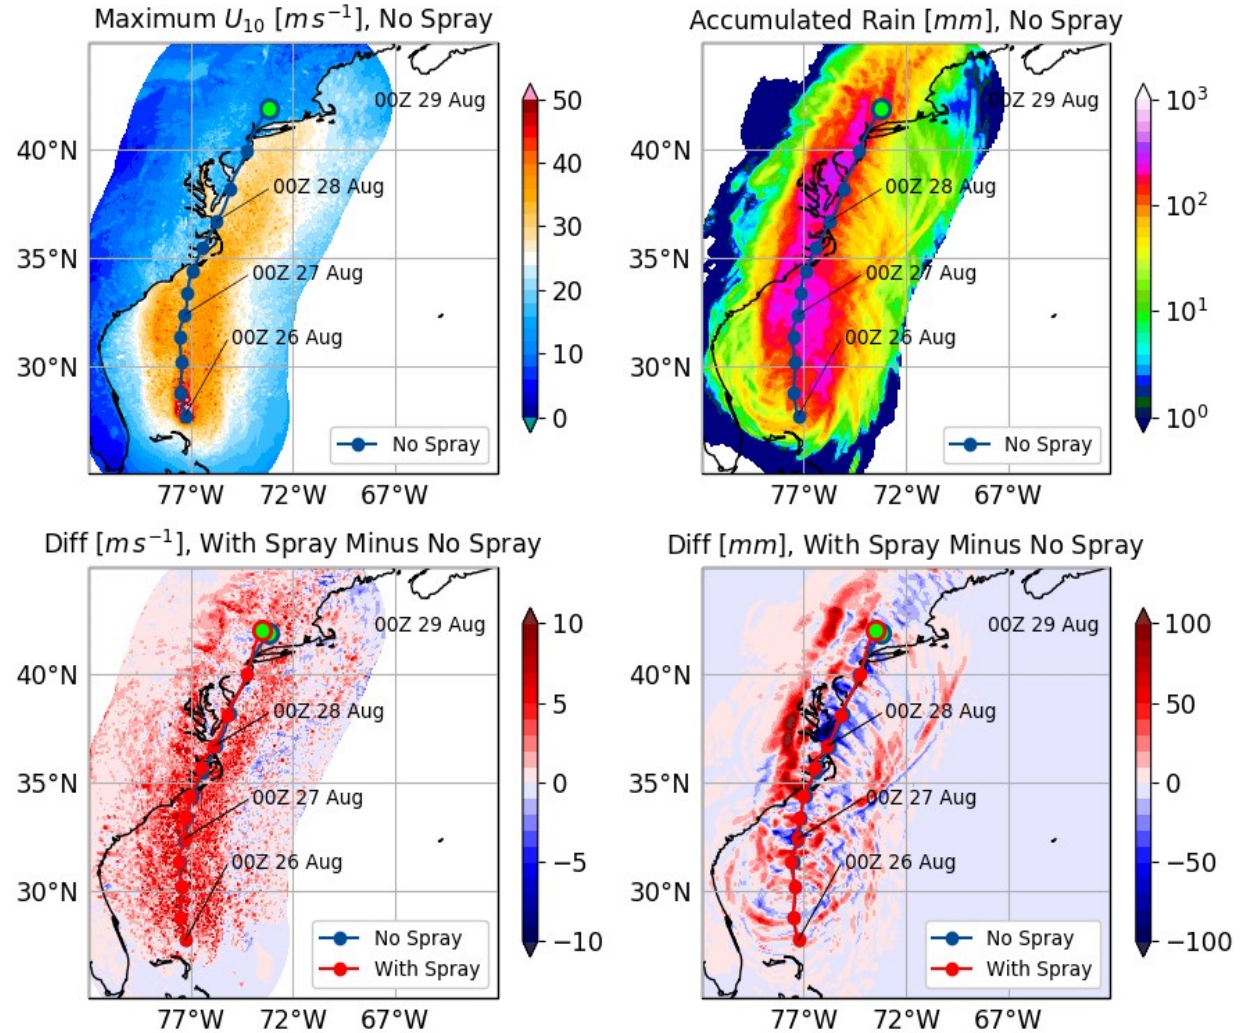 Maximum U₁₀ [m s⁻¹], No Spray
00Z 29 Aug
00Z 28 Aug
00Z 27 Aug
00Z 26 Aug
No Spray
40°N
35°N
30°N
77°W 72°W 67°W
50
40
30
20
10
0
Accumulated Rain [mm], No Spray
00Z 29 Aug
00Z 28 Aug
00Z 27 Aug
00Z 26 Aug
No Spray
40°N
35°N
30°N
77°W 72°W 67°W
10³
10²
10¹
10⁰
Diff [m s⁻¹], With Spray Minus No Spray
00Z 29 Aug
00Z 28 Aug
00Z 27 Aug
00Z 26 Aug
No Spray
With Spray
40°N
35°N
30°N
77°W 72°W 67°W
10
5
0
−5
−10
Diff [mm], With Spray Minus No Spray
00Z 29 Aug
00Z 28 Aug
00Z 27 Aug
00Z 26 Aug
No Spray
With Spray
40°N
35°N
30°N
77°W 72°W 67°W
100
50
0
−50
−100